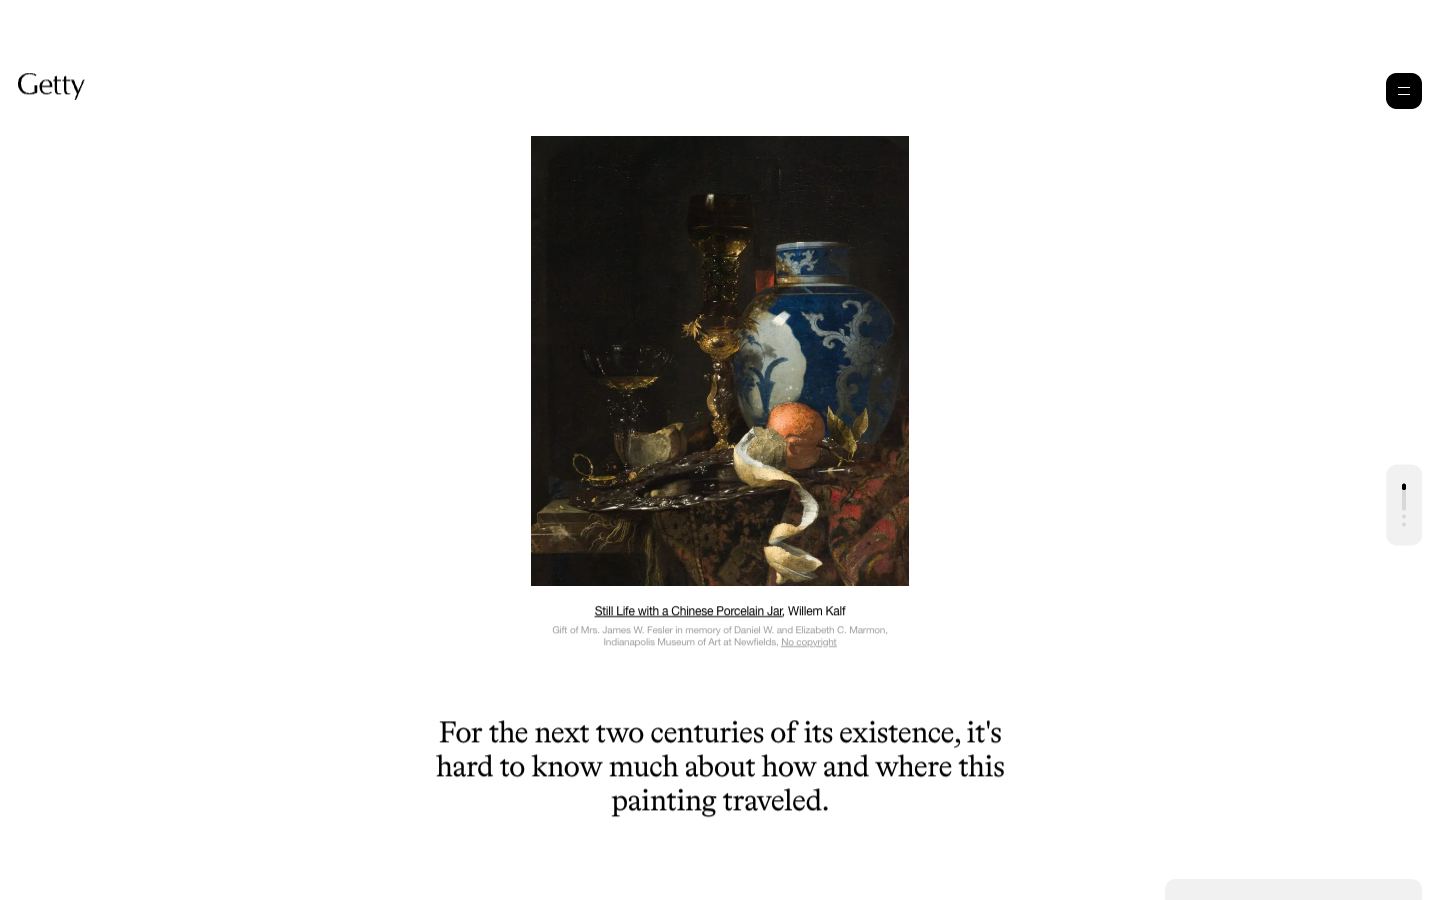 Getty
Still Life with a Chinese Porcelain Jar, Willem Kalf
Gift of Mrs. James W. Fesler in memory of Daniel W. and Elizabeth C. Marmon,
Indianapolis Museum of Art at Newfields. No copyright
For the next two centuries of its existence, it's
hard to know much about how and where this
painting traveled.